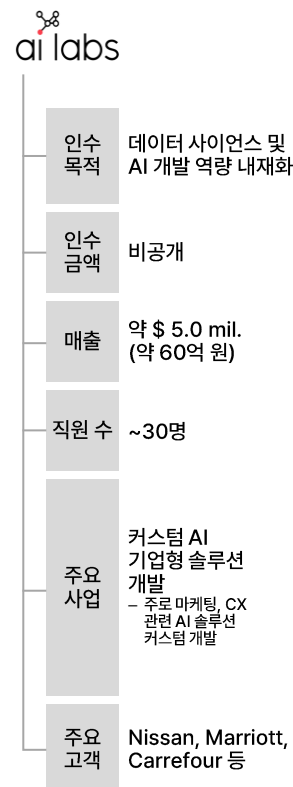 ai labs
인수
목적
데이터 사이언스 및
AI 개발 역량 내재화
인수
금액
비공개
매출
약 $ 5.0 mil.
(약 60억 원)
직원 수
~30명
주요
사업
커스텀 AI
기업형 솔루션
개발
– 주로 마케팅, CX
관련 AI 솔루션
커스텀 개발
주요
고객
Nissan, Marriott,
Carrefour 등